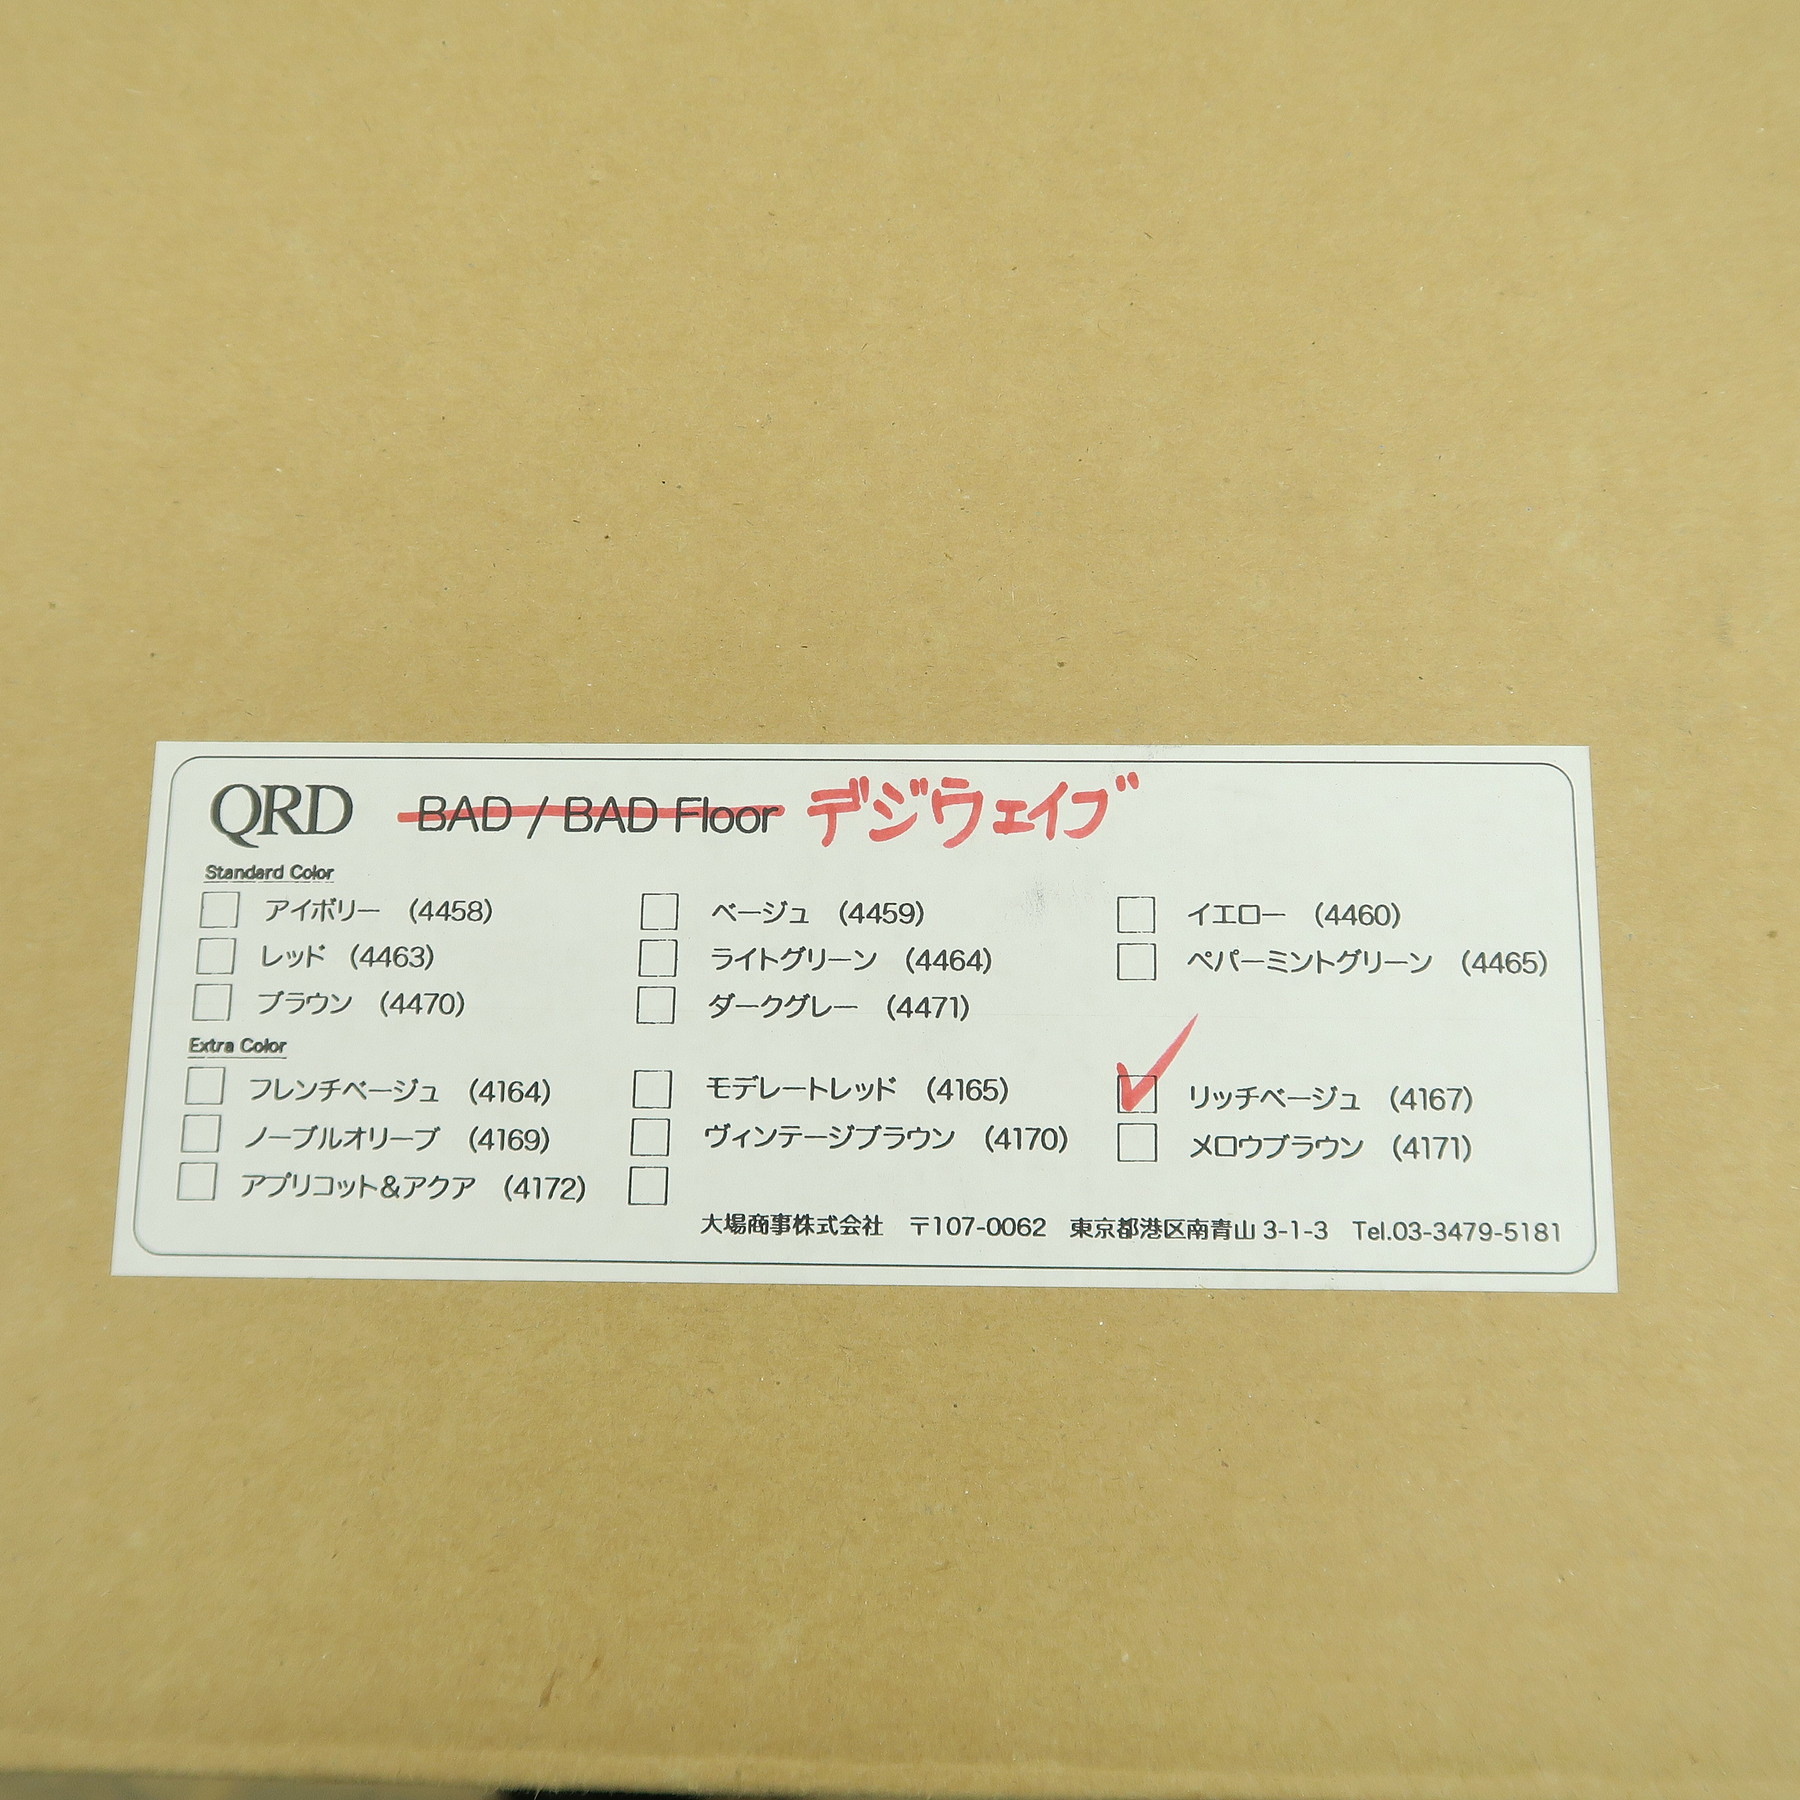 QRD BAD / BAD Floor デジウェイブ
Standard Color
アイボリー (4458) ベージュ (4459) イエロー (4460)
レッド (4463) ライトグリーン (4464) ペパーミントグリーン (4465)
ブラウン (4470) ダークグレー (4471)
Extra Color
フレンチベージュ (4164) モデレートレッド (4165) リッチベージュ (4167)
ノーブルオリーブ (4169) ヴィンテージブラウン (4170) メロウブラウン (4171)
アプリコット&アクア (4172)
大場商事株式会社 〒107-0062 東京都港区南青山 3-1-3 Tel.03-3479-5181